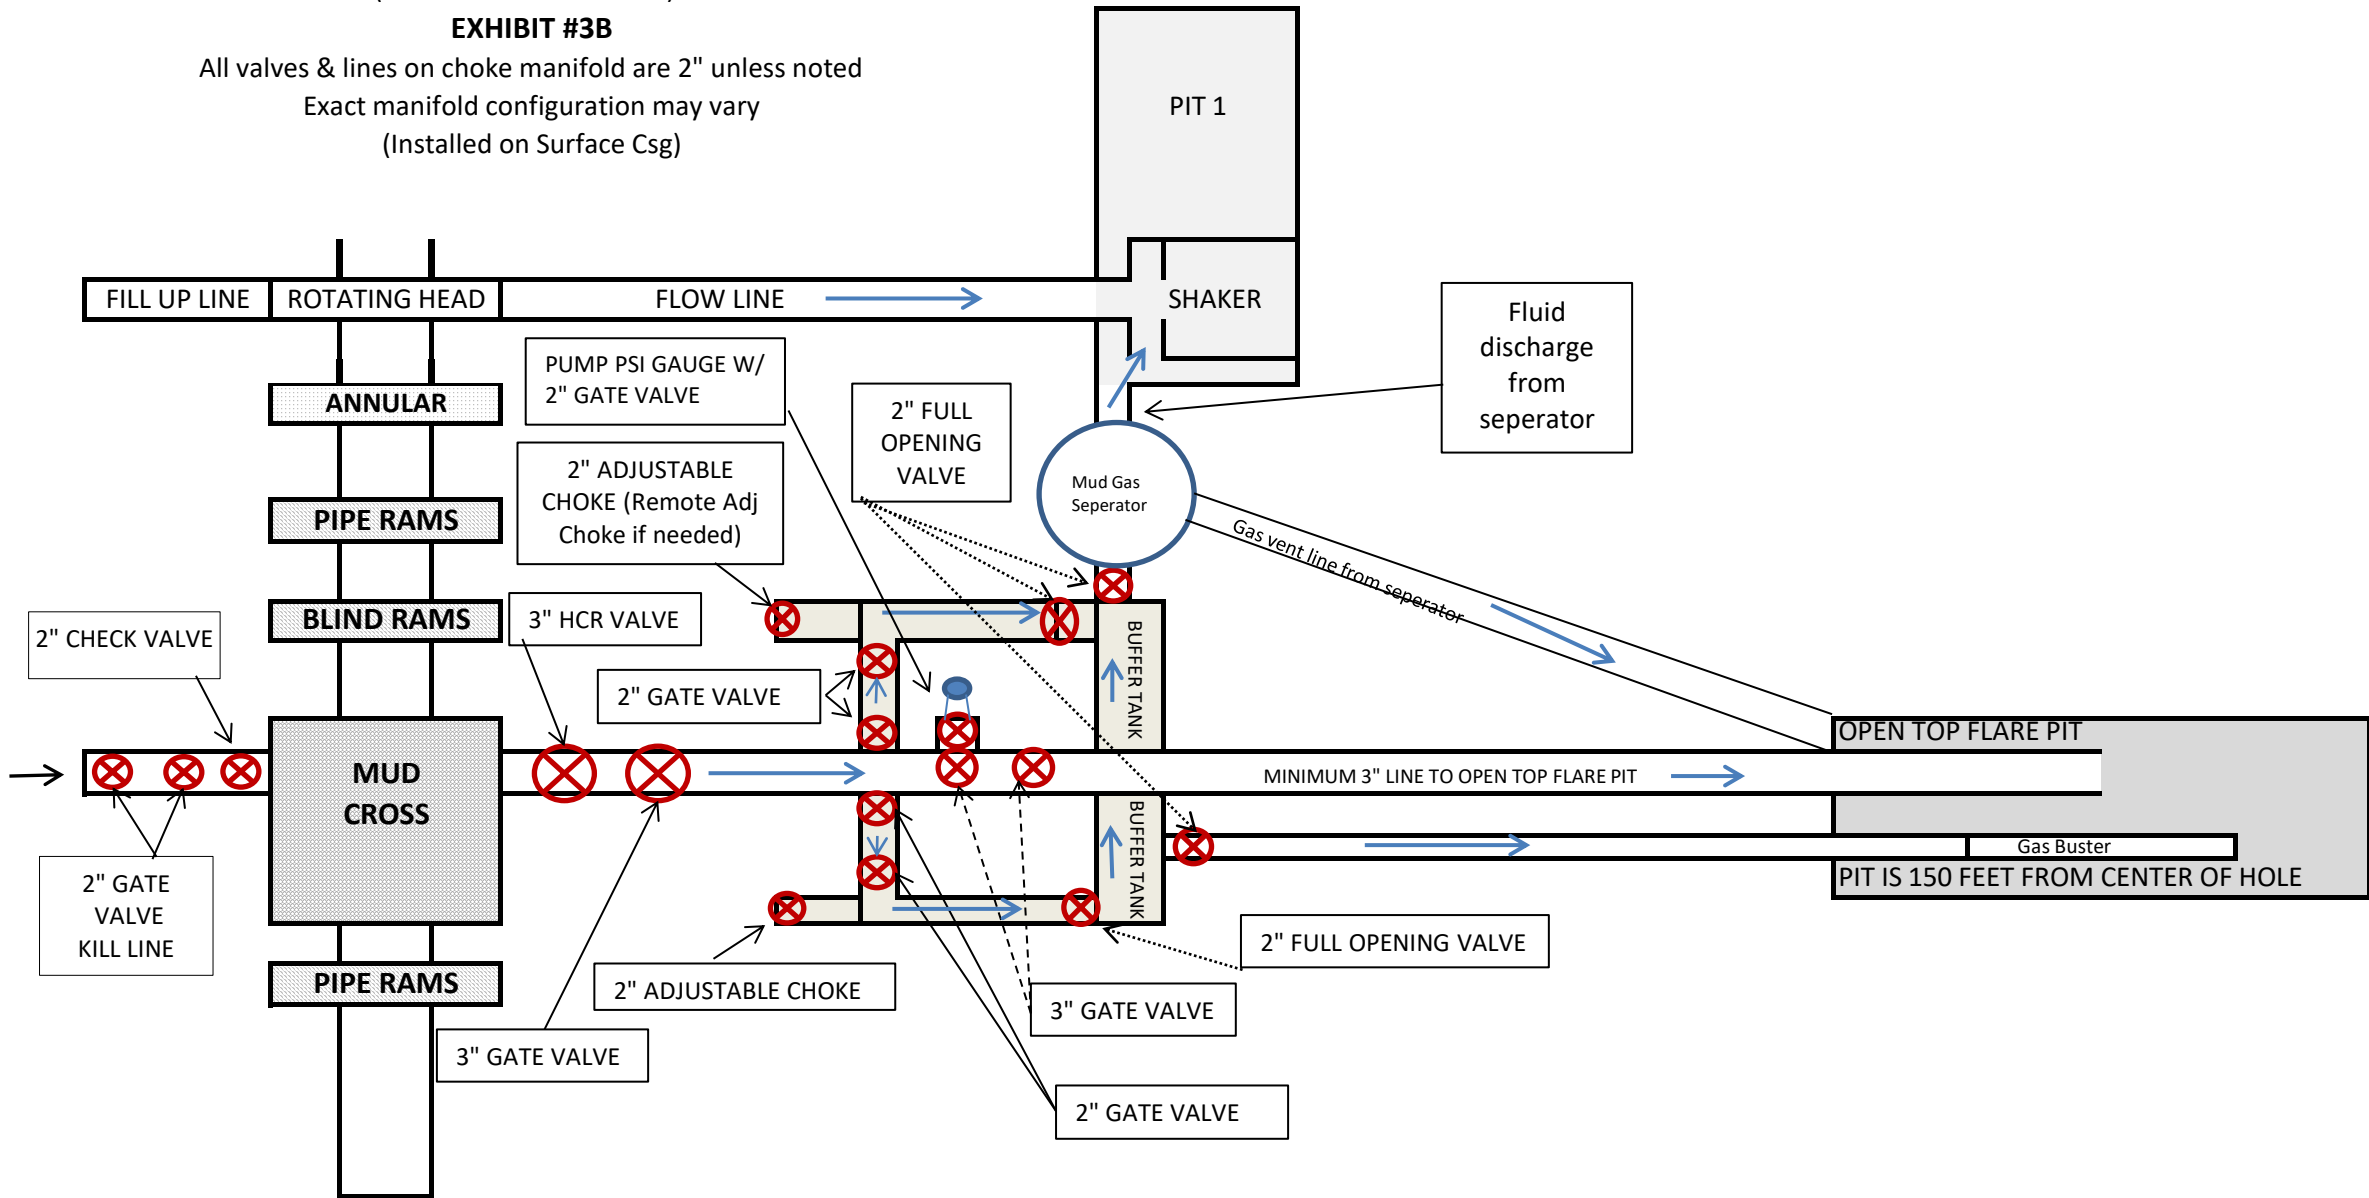 EXHIBIT #3B
All valves & lines on choke manifold are 2" unless noted
Exact manifold configuration may vary
(Installed on Surface Csg)
PIT 1
FILL UP LINE
ROTATING HEAD
FLOW LINE
SHAKER
Fluid
discharge
from
seperator
PUMP PSI GAUGE W/
2" GATE VALVE
ANNULAR
2" FULL
OPENING
VALVE
2" ADJUSTABLE
CHOKE (Remote Adj
Choke if needed)
Mud Gas
Seperator
PIPE RAMS
Gas vent line from seperator
BLIND RAMS
3" HCR VALVE
2" CHECK VALVE
BUFFER TANK
2" GATE VALVE
OPEN TOP FLARE PIT
MUD
CROSS
MINIMUM 3" LINE TO OPEN TOP FLARE PIT
BUFFER TANK
Gas Buster
PIT IS 150 FEET FROM CENTER OF HOLE
2" GATE
VALVE
KILL LINE
2" FULL OPENING VALVE
PIPE RAMS
2" ADJUSTABLE CHOKE
3" GATE VALVE
3" GATE VALVE
2" GATE VALVE